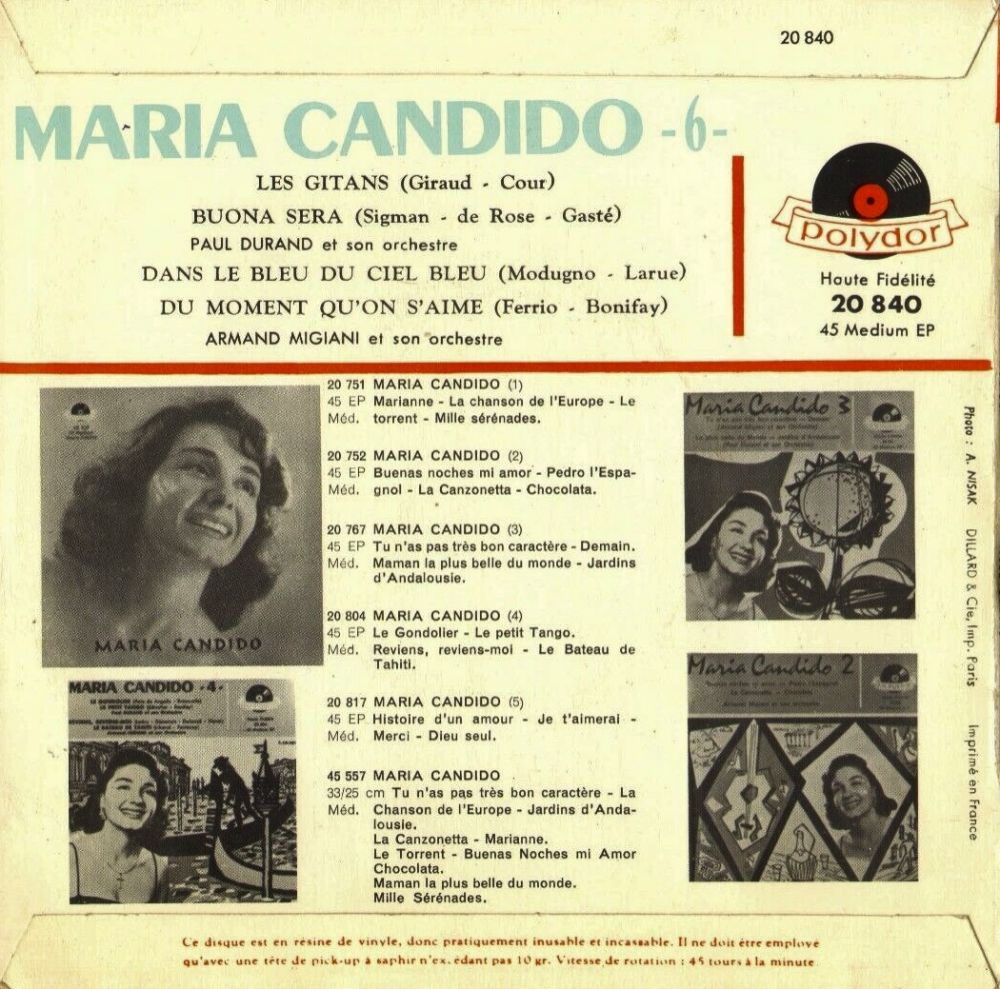 20 840
MARIA CANDIDO -6-
LES GITANS (Giraud - Cour)
BUONA SERA (Sigman - de Rose - Gasté)
PAUL DURAND et son orchestre
DANS LE BLEU DU CIEL BLEU (Modugno - Larue)
DU MOMENT QU'ON S'AIME (Ferrio - Bonifay)
ARMAND MIGIANI et son orchestre
polydor
Haute Fidélité
20 840
45 Medium EP
MARIA CANDIDO
MARIA CANDIDO -4-
20 751 MARIA CANDIDO (1)
45 EP Marianne - La chanson de l'Europe - Le
Méd. torrent - Mille sérénades.
20 752 MARIA CANDIDO (2)
45 EP Buenas noches mi amor - Pedro l'Espa-
Méd. gnol - La Canzonetta - Chocolata.
20 767 MARIA CANDIDO (3)
45 EP Tu n'as pas très bon caractère - Demain.
Méd. Maman la plus belle du monde - Jardins
d'Andalousie.
20 804 MARIA CANDIDO (4)
45 EP Le Gondolier - Le petit Tango.
Méd. Reviens, reviens-moi - Le Bateau de
Tahiti.
20 817 MARIA CANDIDO (5)
45 EP Histoire d'un amour - Je t'aimerai -
Méd. Merci - Dieu seul.
45 557 MARIA CANDIDO
33/25 cm Tu n'as pas très bon caractère - La
Méd. Chanson de l'Europe - Jardins d'Anda-
lousie.
La Canzonetta - Marianne.
Le Torrent - Buenas Noches mi Amor
Chocolata.
Maman la plus belle du monde.
Mille Sérénades.
Maria Candido 3
Maria Candido 2
Photo : A. NISAK DILLARD & Cie, Imp. Paris Imprimé en France
Ce disque est en résine de vinyle, donc pratiquement inusable et incassable. Il ne doit être employé
qu'avec une tête de pick-up à saphir n'ex.édant pas 10 gr. Vitesse de rotation : 45 tours à la minute